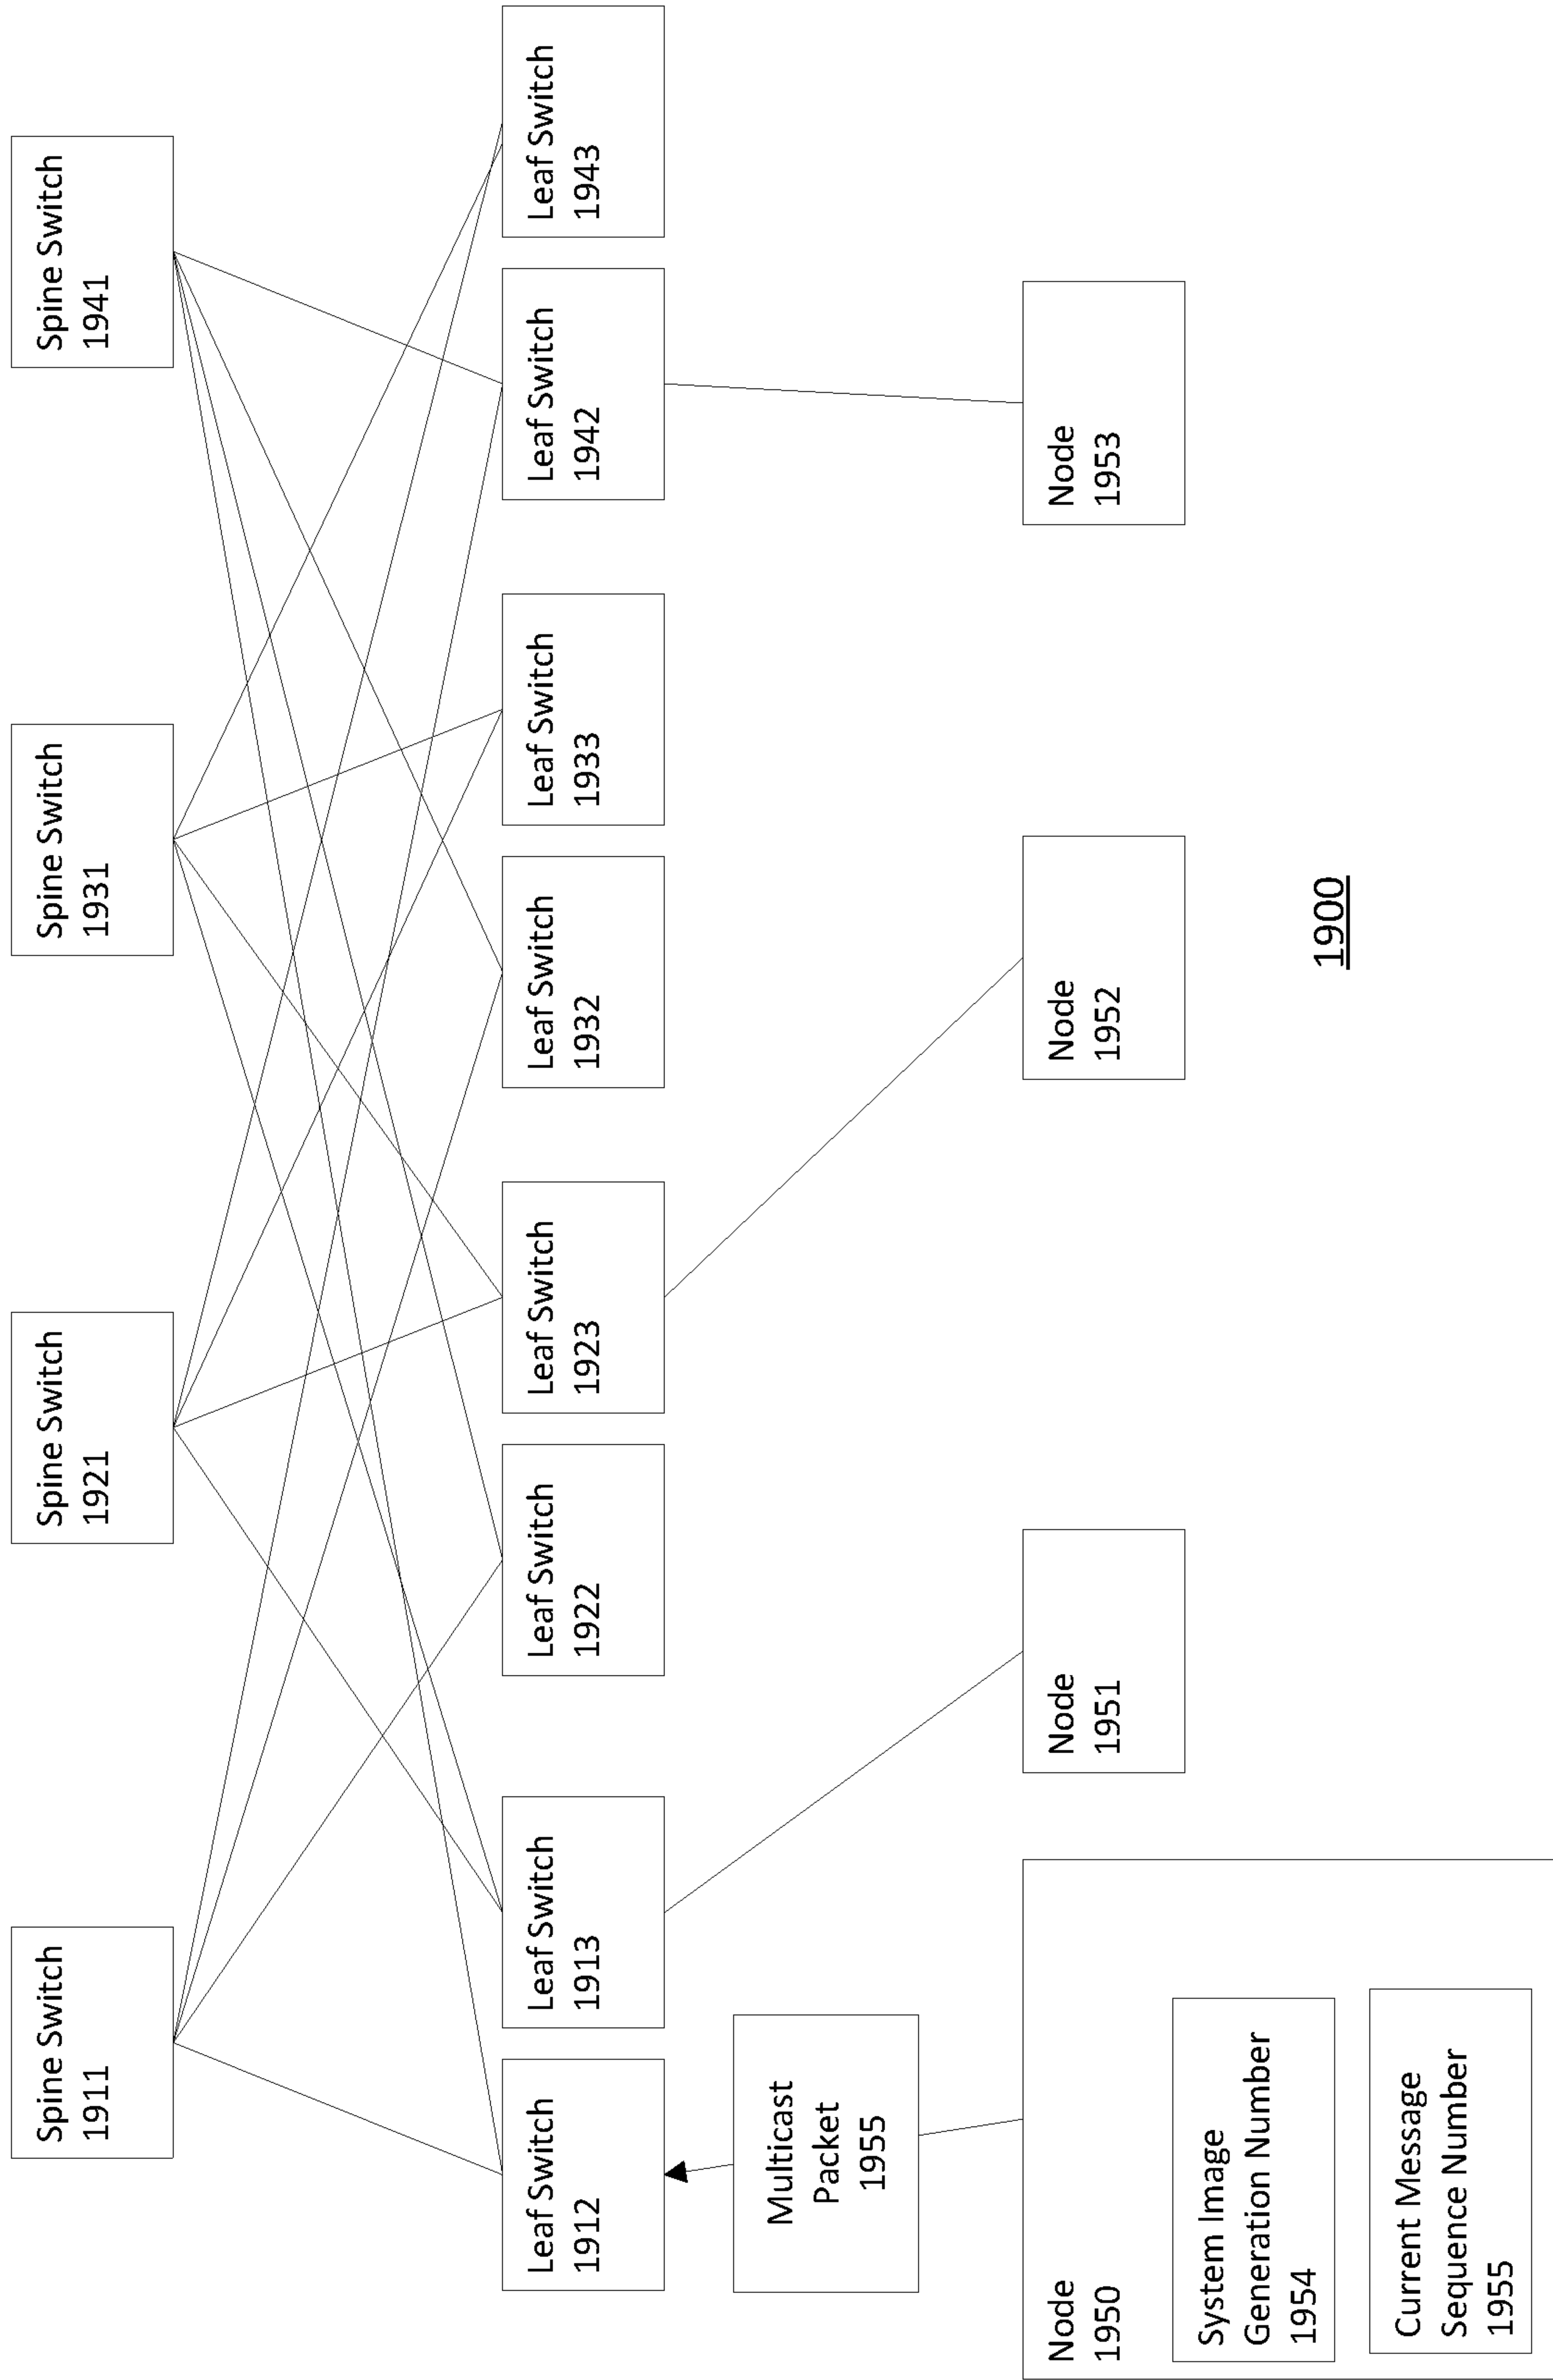 Spine Switch
1911
Spine Switch
1921
Spine Switch
1931
Spine Switch
1941
Leaf Switch
1912
Leaf Switch
1913
Leaf Switch
1922
Leaf Switch
1923
Leaf Switch
1932
Leaf Switch
1933
Leaf Switch
1942
Leaf Switch
1943
Multicast
Packet
1955
Node
1950
System Image
Generation Number
1954
Current Message
Sequence Number
1955
Node
1951
Node
1952
Node
1953
1900